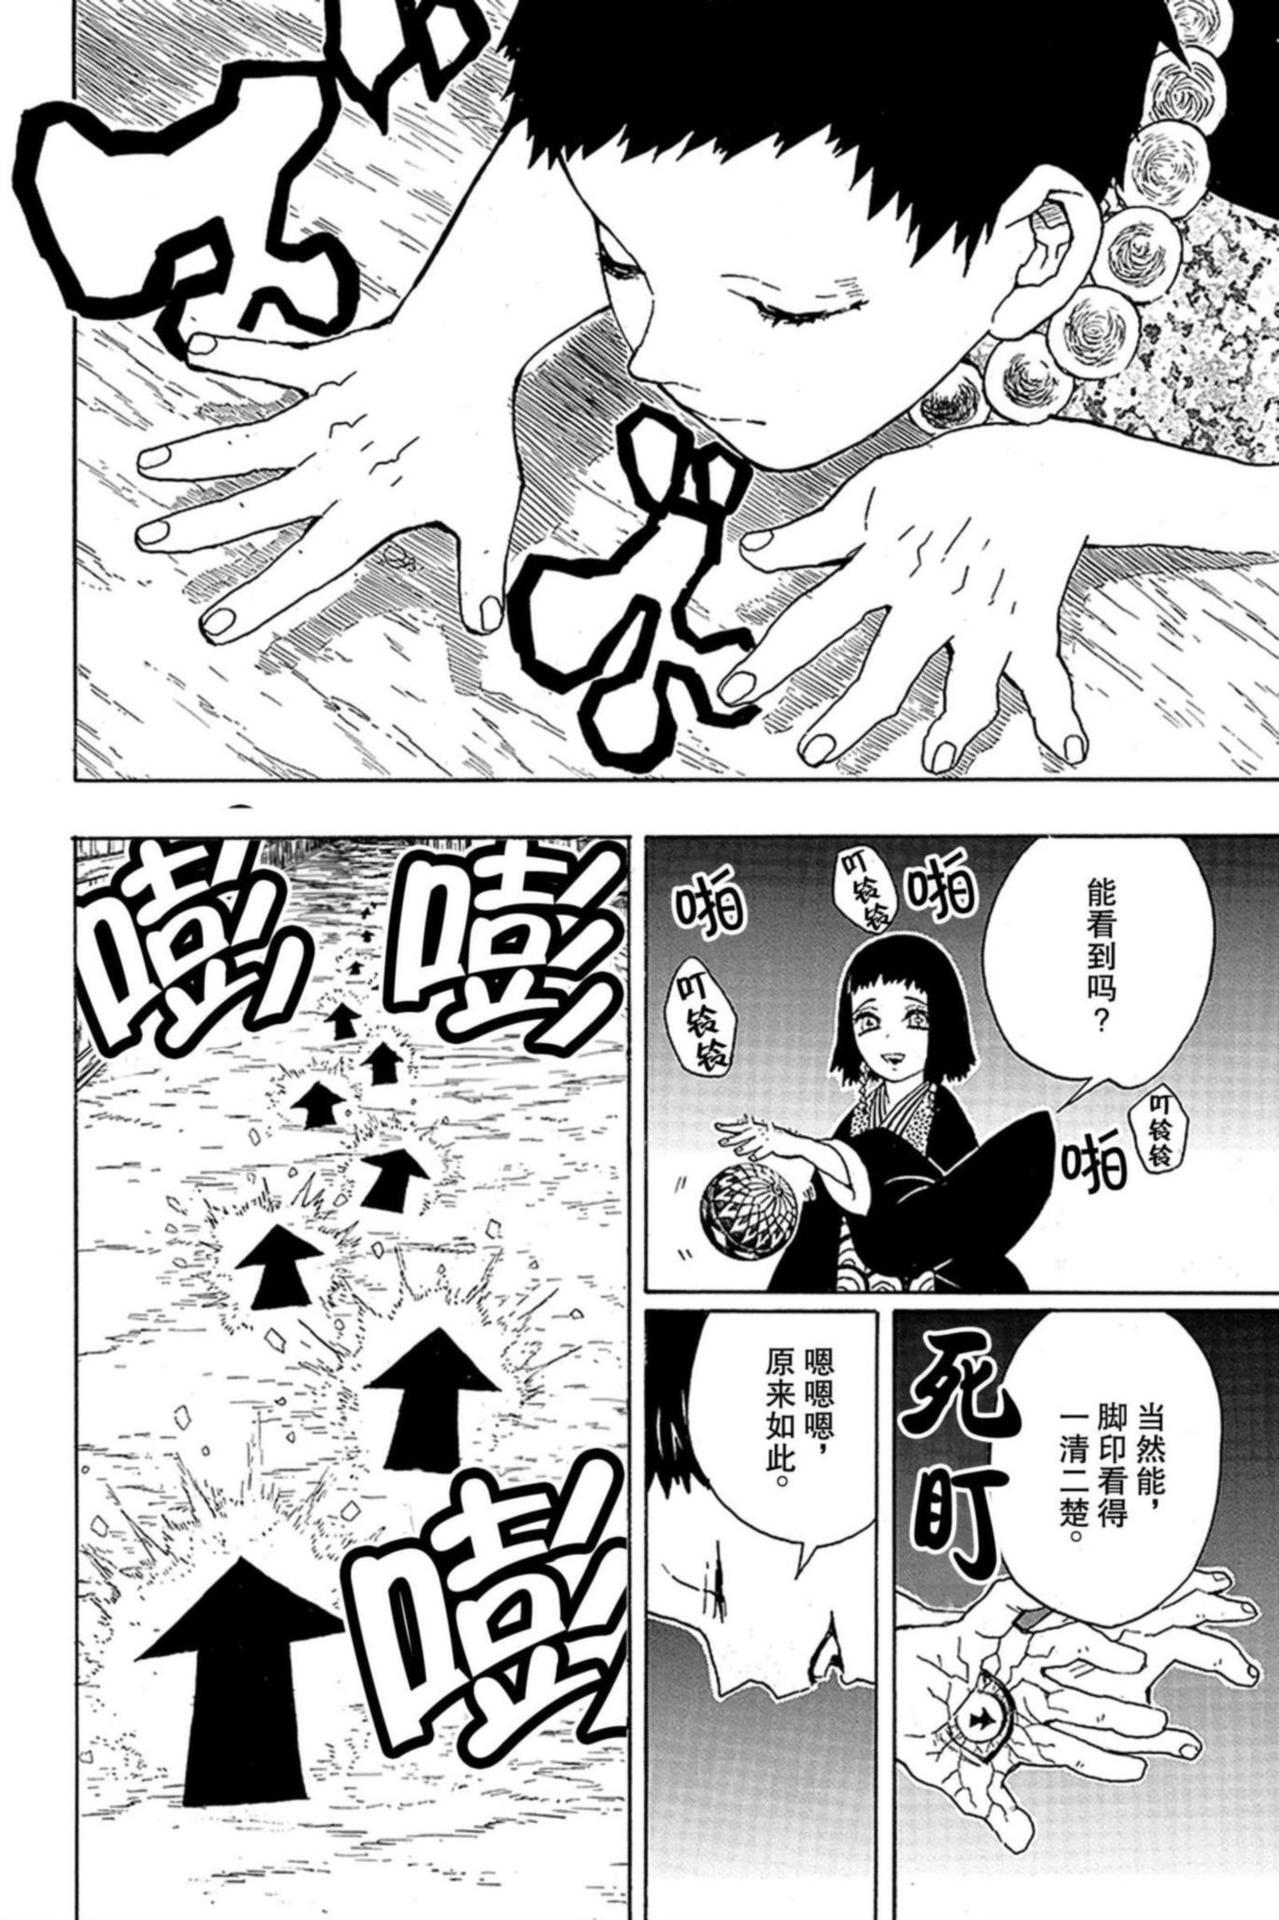 能看到吗？
啪
叮铃铃
啪
叮铃铃
叮铃铃
啪
当然能，
脚印看得
一清二楚。
死
盯
嗯嗯嗯，
原来如此。
嘭
嘭
嘭